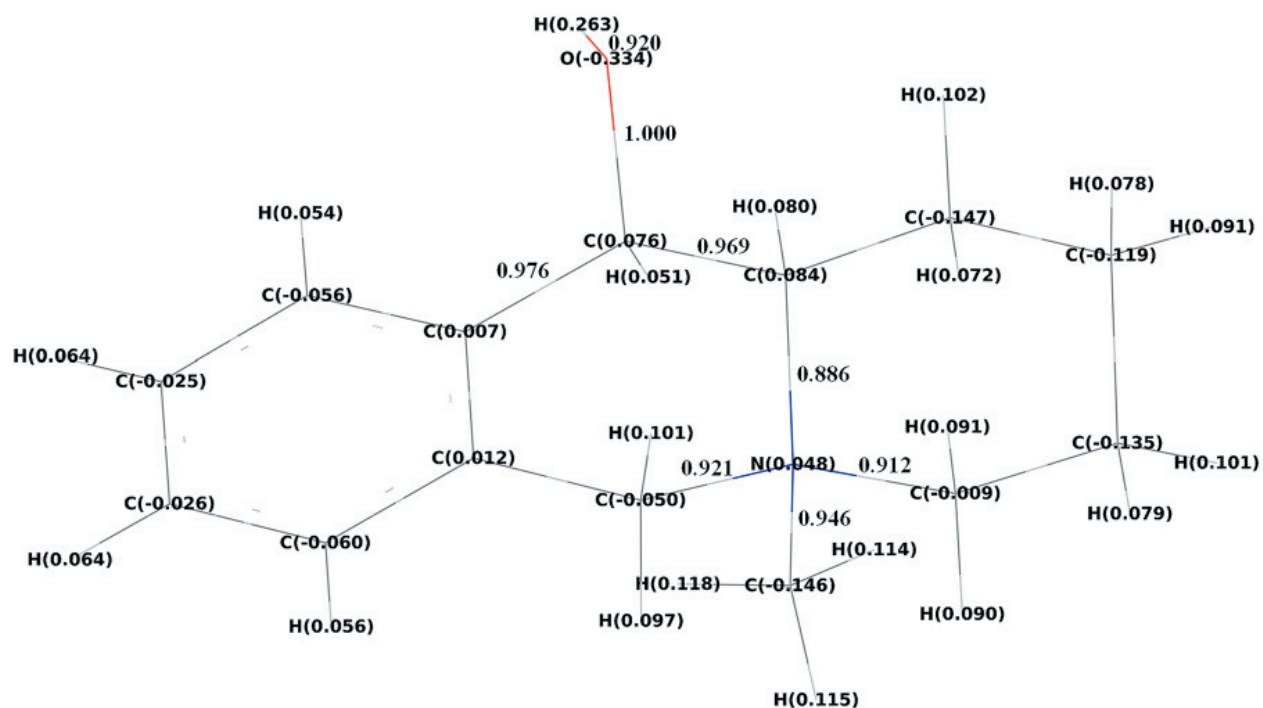 H(0.263)
0.920
O(-0.334)
H(0.102)
1.000
H(0.078)
H(0.080)
H(0.054)
C(-0.147)
H(0.091)
C(0.076)
0.969
C(-0.119)
0.976
H(0.051)
C(0.084)
H(0.072)
C(-0.056)
C(0.007)
H(0.064)
C(-0.025)
0.886
H(0.101)
H(0.091)
C(-0.135)
C(0.012)
0.921
N(0.048)
0.912
H(0.101)
C(-0.026)
C(-0.050)
C(-0.009)
H(0.079)
0.946
C(-0.060)
H(0.114)
H(0.064)
H(0.118)
C(-0.146)
H(0.056)
H(0.097)
H(0.090)
H(0.115)